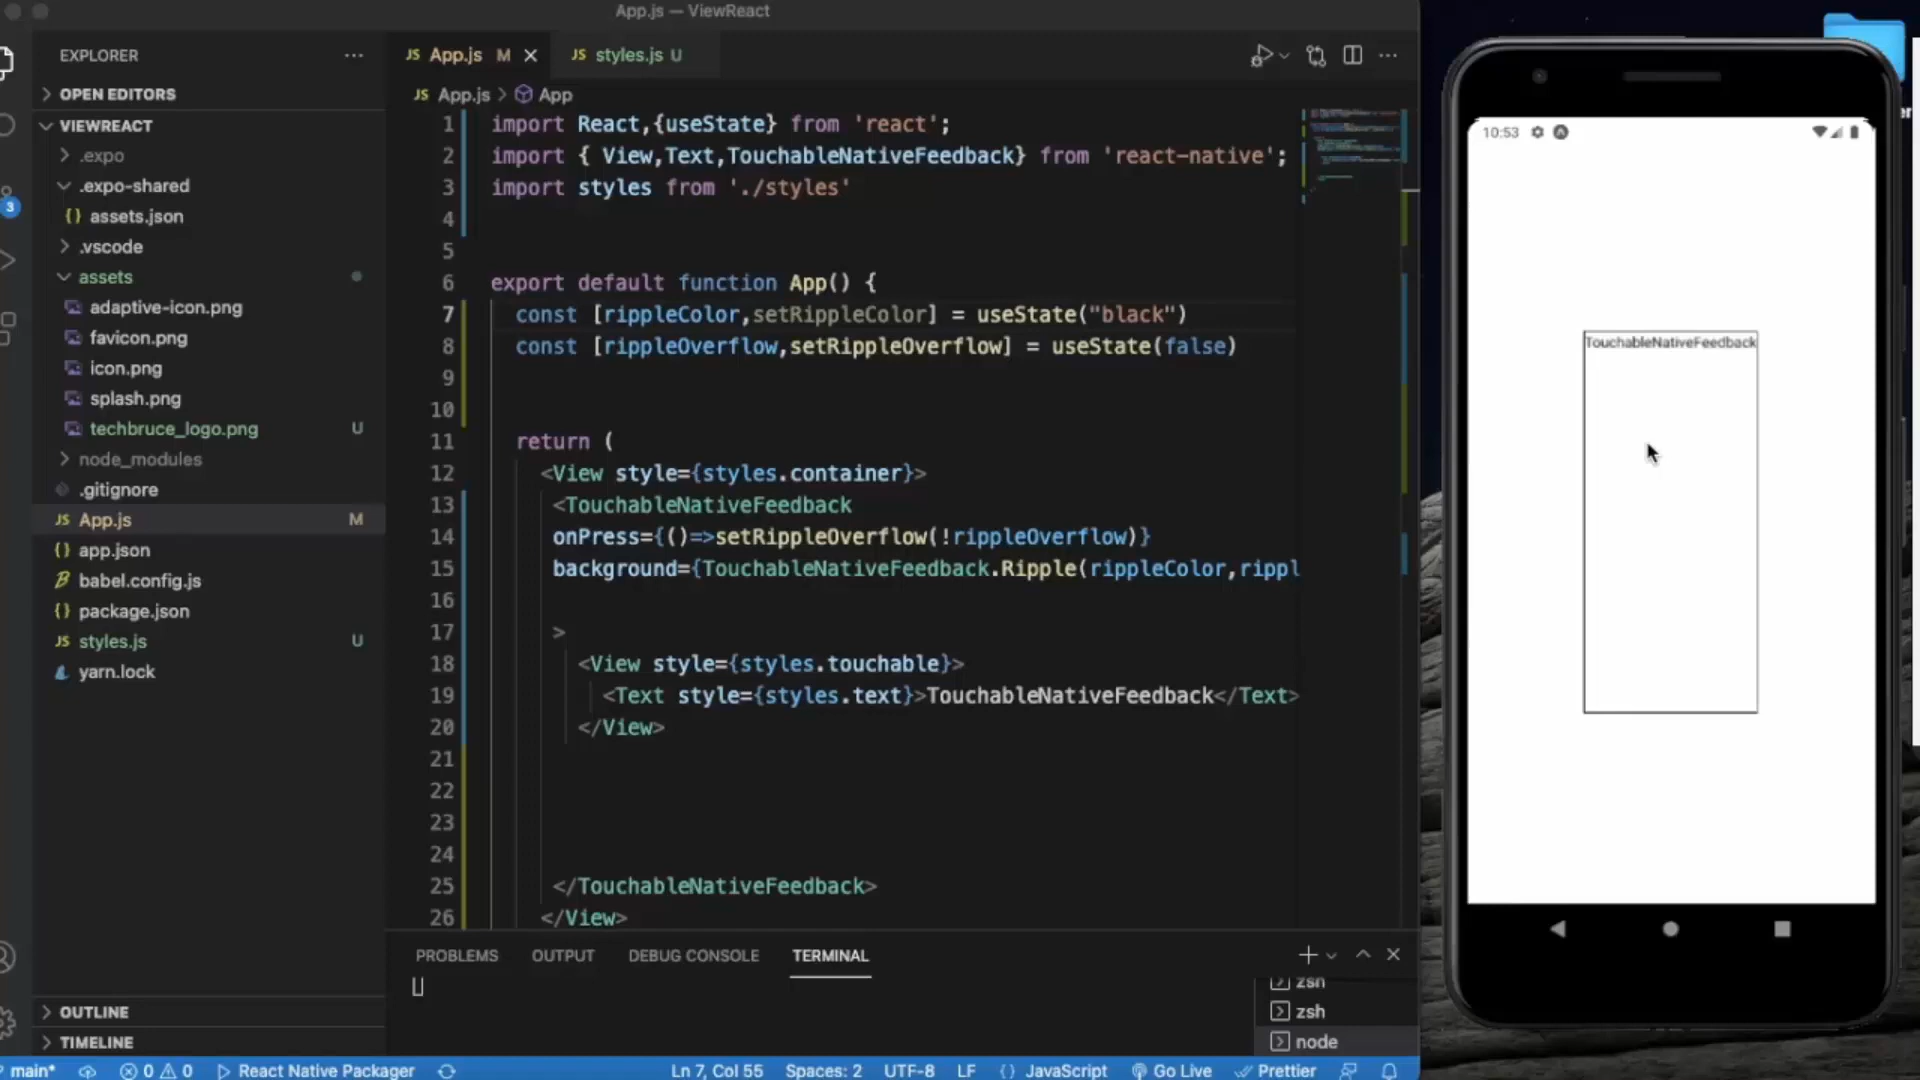 App.js — ViewReact
EXPLORER
OPEN EDITORS
VIEWREACT
.expo
.expo-shared
{} assets.json
.vscode
assets
adaptive-icon.png
favicon.png
icon.png
splash.png
techbruce_logo.png U
node_modules
.gitignore
JS App.js M
{} app.json
babel.config.js
{} package.json
JS styles.js U
yarn.lock
OUTLINE
TIMELINE
3
JS App.js M
JS styles.js U
JS App.js > App
1 import React,{useState} from 'react';
2 import { View,Text,TouchableNativeFeedback} from 'react-native';
3 import styles from './styles'
4
5
6 export default function App() {
7 const [rippleColor,setRippleColor] = useState("black")
8 const [rippleOverflow,setRippleOverflow] = useState(false)
9
10
11 return (
12 <View style={styles.container}>
13 <TouchableNativeFeedback
14 onPress={()=>setRippleOverflow(!rippleOverflow)}
15 background={TouchableNativeFeedback.Ripple(rippleColor,rippl
16
17 >
18 <View style={styles.touchable}>
19 <Text style={styles.text}>TouchableNativeFeedback</Text>
20 </View>
21
22
23
24
25 </TouchableNativeFeedback>
26 </View>
PROBLEMS OUTPUT DEBUG CONSOLE TERMINAL
zsh
zsh
node
main* 0 0 React Native Packager Ln 7, Col 55 Spaces: 2 UTF-8 LF {} JavaScript Go Live Prettier
10:53
TouchableNativeFeedback